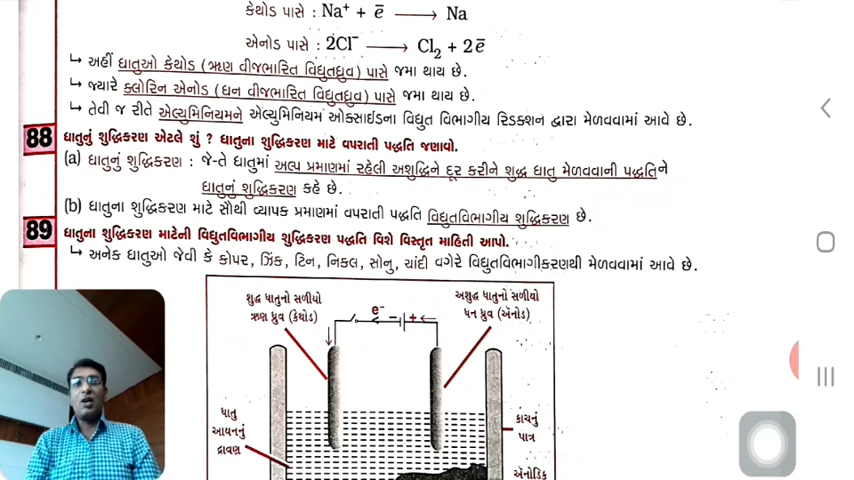 કેથોડ પાસે : Na⁺ + ē ⟶ Na
એનોડ પાસે : 2Cl⁻ ⟶ Cl₂ + 2ē
↳ અહીં ધાતુઓ કેથોડ (ઋણ વીજભારિત વિદ્યુતધ્રુવ) પાસે જમા થાય છે.
↳ જ્યારે ક્લોરિન એનોડ (ધન વીજભારિત વિદ્યુતધ્રુવ) પાસે જમા થાય છે.
↳ તેવી જ રીતે એલ્યુમિનિયમને એલ્યુમિનિયમ ઓક્સાઇડના વિદ્યુત વિભાગીય રિડક્શન દ્વારા મેળવવામાં આવે છે.
88 ધાતુનું શુદ્ધિકરણ એટલે શું ? ધાતુના શુદ્ધિકરણ માટે વપરાતી પદ્ધતિ જણાવો.
(a) ધાતુનું શુદ્ધિકરણ : જે-તે ધાતુમાં અલ્પ પ્રમાણમાં રહેલી અશુદ્ધિને દૂર કરીને શુદ્ધ ધાતુ મેળવવાની પદ્ધતિને
ધાતુનું શુદ્ધિકરણ કહે છે.
(b) ધાતુના શુદ્ધિકરણ માટે સૌથી વ્યાપક પ્રમાણમાં વપરાતી પદ્ધતિ વિદ્યુતવિભાગીય શુદ્ધિકરણ છે.
89 ધાતુના શુદ્ધિકરણ માટેની વિદ્યુતવિભાગીય શુદ્ધિકરણ પદ્ધતિ વિશે વિસ્તૃત માહિતી આપો.
↳ અનેક ધાતુઓ જેવી કે કોપર, ઝિંક, ટિન, નિકલ, સોનુ, ચાંદી વગેરે વિદ્યુતવિભાગીકરણથી મેળવવામાં આવે છે.
શુદ્ધ ધાતુનો સળીયો
ઋણ ધ્રુવ (કેથોડ)
e⁻
− +
અશુદ્ધ ધાતુનો સળીયો
ધન ધ્રુવ (એનોડ)
ધાતુ
આયનનું
દ્રાવણ
કાચનું
પાત્ર
એનોડિક